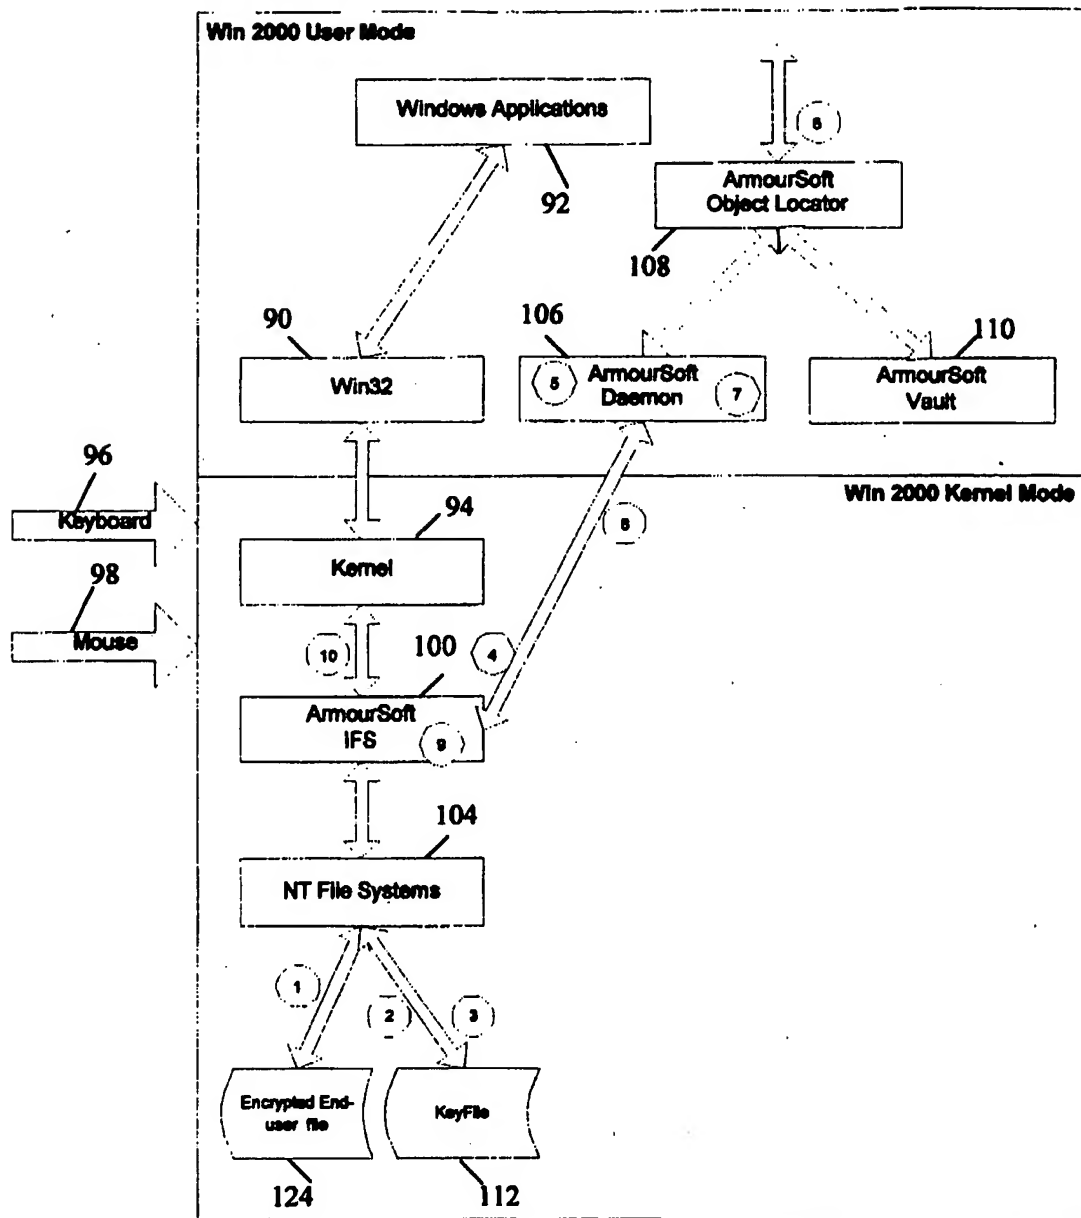 Win 2000 User Mode
Windows Applications
92
6
ArmourSoft
Object Locator
108
90
Win32
106
5
ArmourSoft
Daemon
7
110
ArmourSoft
Vault
96
Keyboard
Win 2000 Kernel Mode
94
Kernel
98
Mouse
10
100
4
ArmourSoft
IFS
9
104
NT File Systems
1
2
3
Encrypted End-
user file
KeyFile
124
112